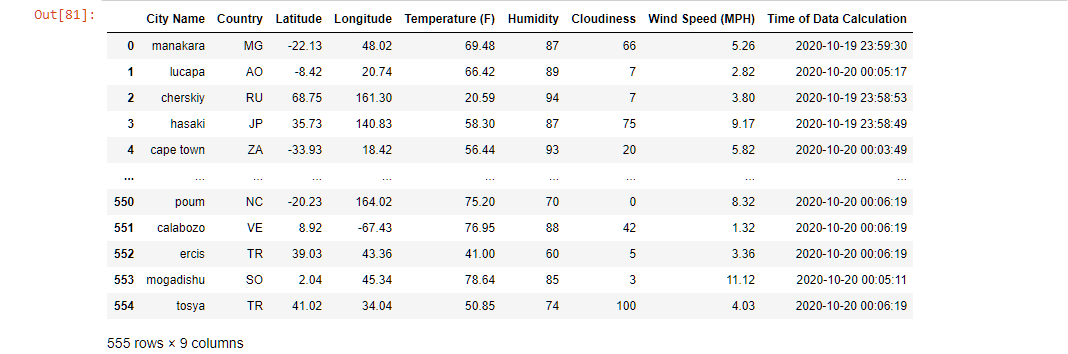 Out[81]:
City Name Country Latitude Longitude Temperature (F) Humidity Cloudiness Wind Speed (MPH) Time of Data Calculation
0 manakara MG -22.13 48.02 69.48 87 66 5.26 2020-10-19 23:59:30
1 lucapa AO -8.42 20.74 66.42 89 7 2.82 2020-10-20 00:05:17
2 cherskiy RU 68.75 161.30 20.59 94 7 3.80 2020-10-19 23:58:53
3 hasaki JP 35.73 140.83 58.30 87 75 9.17 2020-10-19 23:58:49
4 cape town ZA -33.93 18.42 56.44 93 20 5.82 2020-10-20 00:03:49
... ... ... ... ... ... ... ... ... ...
550 poum NC -20.23 164.02 75.20 70 0 8.32 2020-10-20 00:06:19
551 calabozo VE 8.92 -67.43 76.95 88 42 1.32 2020-10-20 00:06:19
552 ercis TR 39.03 43.36 41.00 60 5 3.36 2020-10-20 00:06:19
553 mogadishu SO 2.04 45.34 78.64 85 3 11.12 2020-10-20 00:05:11
554 tosya TR 41.02 34.04 50.85 74 100 4.03 2020-10-20 00:06:19
555 rows × 9 columns